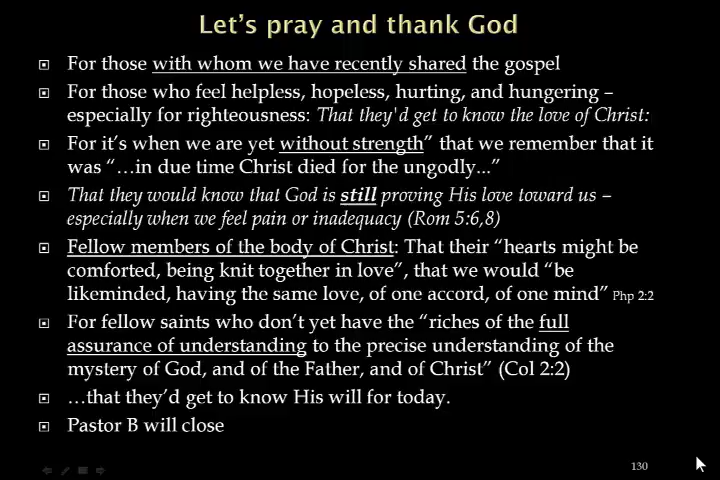 Let's pray and thank God
For those with whom we have recently shared the gospel
For those who feel helpless, hopeless, hurting, and hungering –
especially for righteousness: That they'd get to know the love of Christ:
For it's when we are yet without strength” that we remember that it
was “…in due time Christ died for the ungodly...”
That they would know that God is still proving His love toward us –
especially when we feel pain or inadequacy (Rom 5:6,8)
Fellow members of the body of Christ: That their “hearts might be
comforted, being knit together in love”, that we would “be
likeminded, having the same love, of one accord, of one mind” Php 2:2
For fellow saints who don't yet have the “riches of the full
assurance of understanding to the precise understanding of the
mystery of God, and of the Father, and of Christ” (Col 2:2)
…that they'd get to know His will for today.
Pastor B will close
130